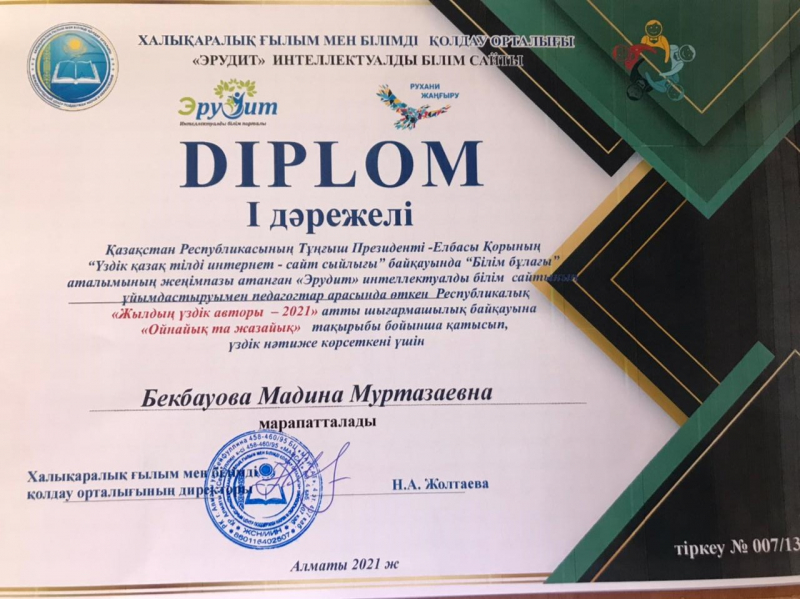 ХАЛЫҚАРАЛЫҚ ҒЫЛЫМ МЕН БІЛІМДІ ҚОЛДАУ ОРТАЛЫҒЫ
«ЭРУДИТ» ИНТЕЛЛЕКТУАЛДЫ БІЛІМ САЙТЫ
Эрудит
Интеллектуалды білім порталы
РУХАНИ
ЖАҢҒЫРУ
DIPLOM
І дәрежелі
Қазақстан Республикасының Тұңғыш Президенті -Елбасы Қорының
“Үздік қазақ тілді интернет - сайт сыйлығы” байқауында “Білім бұлағы”
аталымының жеңімпазы атанған «Эрудит» интеллектуалды білім сайтының
ұйымдастыруымен педагогтар арасында өткен Республикалық
«Жылдың үздік авторы – 2021» атты шығармашылық байқауына
«Ойнайық та жазайық» тақырыбы бойынша қатысып,
үздік нәтиже көрсеткені үшін
Бекбауова Мадина Муртазаевна
марапатталады
Халықаралық ғылым мен білімді
қолдау орталығының директоры
Н.А. Жолтаева
Алматы 2021 ж
тіркеу № 007/13